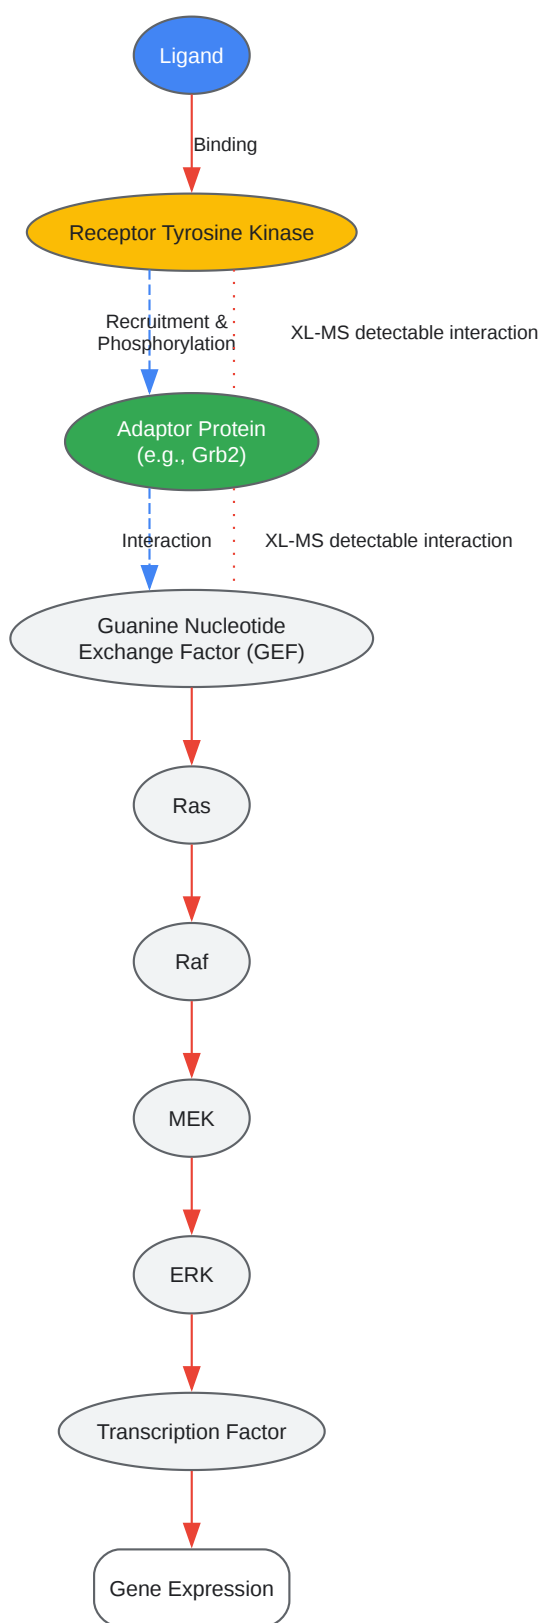 Ligand
Binding
Receptor Tyrosine Kinase
Recruitment &
Phosphorylation
XL-MS detectable interaction
Adaptor Protein
(e.g., Grb2)
Interaction
XL-MS detectable interaction
Guanine Nucleotide
Exchange Factor (GEF)
Ras
Raf
MEK
ERK
Transcription Factor
Gene Expression